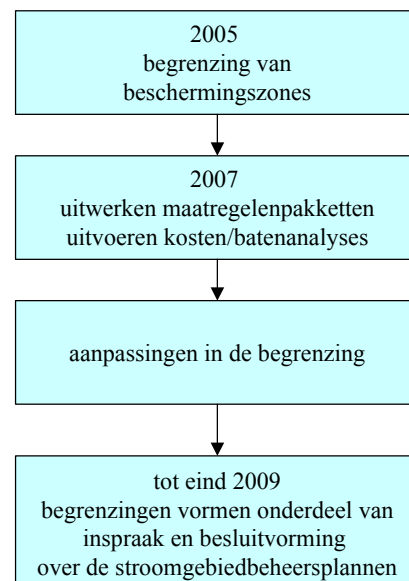 2005
begrenzing van
beschermingszones
2007
uitwerken maatregelenpakketten
uitvoeren kosten/batenanalyses
aanpassingen in de begrenzing
tot eind 2009
begrenzingen vormen onderdeel van
inspraak en besluitvorming
over de stroomgebiedbeheersplannen